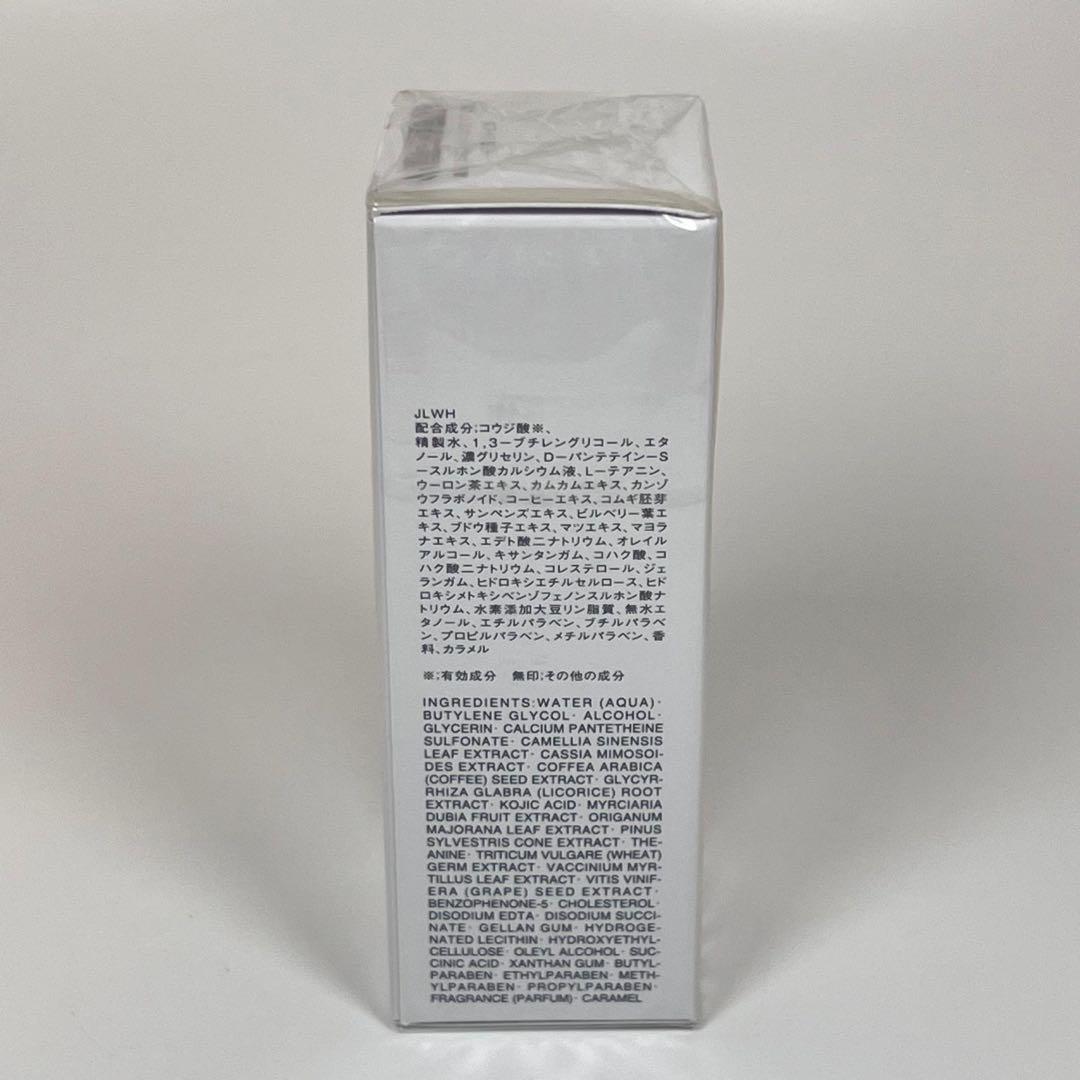 JLWH
配合成分;コウジ酸※、
精製水、1,3ーブチレングリコール、エタ
ノール、濃グリセリン、DーパンテテインーS
ースルホン酸カルシウム液、Lーテアニン、
ウーロン茶エキス、カムカムエキス、カンゾ
ウフラボノイド、コーヒーエキス、コムギ胚芽
エキス、サンペンズエキス、ビルベリー葉エ
キス、ブドウ種子エキス、マツエキス、マヨラ
ナエキス、エデト酸二ナトリウム、オレイル
アルコール、キサンタンガム、コハク酸、コ
ハク酸二ナトリウム、コレステロール、ジェ
ランガム、ヒドロキシエチルセルロース、ヒド
ロキシメトキシベンゾフェノンスルホン酸ナ
トリウム、水素添加大豆リン脂質、無水エ
タノール、エチルパラベン、ブチルパラベ
ン、プロピルパラベン、メチルパラベン、香
料、カラメル
※;有効成分 無印;その他の成分
INGREDIENTS:WATER (AQUA)·
BUTYLENE GLYCOL· ALCOHOL·
GLYCERIN· CALCIUM PANTETHEINE
SULFONATE· CAMELLIA SINENSIS
LEAF EXTRACT· CASSIA MIMOSOI-
DES EXTRACT· COFFEA ARABICA
(COFFEE) SEED EXTRACT· GLYCYR-
RHIZA GLABRA (LICORICE) ROOT
EXTRACT· KOJIC ACID· MYRCIARIA
DUBIA FRUIT EXTRACT· ORIGANUM
MAJORANA LEAF EXTRACT· PINUS
SYLVESTRIS CONE EXTRACT· THE-
ANINE· TRITICUM VULGARE (WHEAT)
GERM EXTRACT· VACCINIUM MYR-
TILLUS LEAF EXTRACT· VITIS VINIF-
ERA (GRAPE) SEED EXTRACT·
BENZOPHENONE-5· CHOLESTEROL·
DISODIUM EDTA· DISODIUM SUCCI-
NATE· GELLAN GUM· HYDROGE-
NATED LECITHIN· HYDROXYETHYL-
CELLULOSE· OLEYL ALCOHOL· SUC-
CINIC ACID· XANTHAN GUM· BUTYL-
PARABEN· ETHYLPARABEN· METH-
YLPARABEN· PROPYLPARABEN·
FRAGRANCE (PARFUM)· CARAMEL